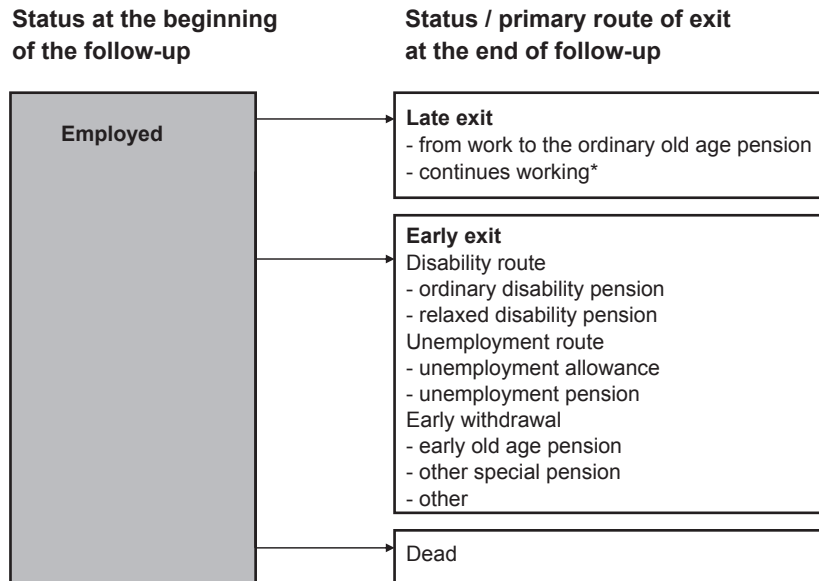 Status at the beginning
of the follow-up
Status / primary route of exit
at the end of follow-up
Employed
Late exit
- from work to the ordinary old age pension
- continues working*
Early exit
Disability route
- ordinary disability pension
- relaxed disability pension
Unemployment route
- unemployment allowance
- unemployment pension
Early withdrawal
- early old age pension
- other special pension
- other
Dead